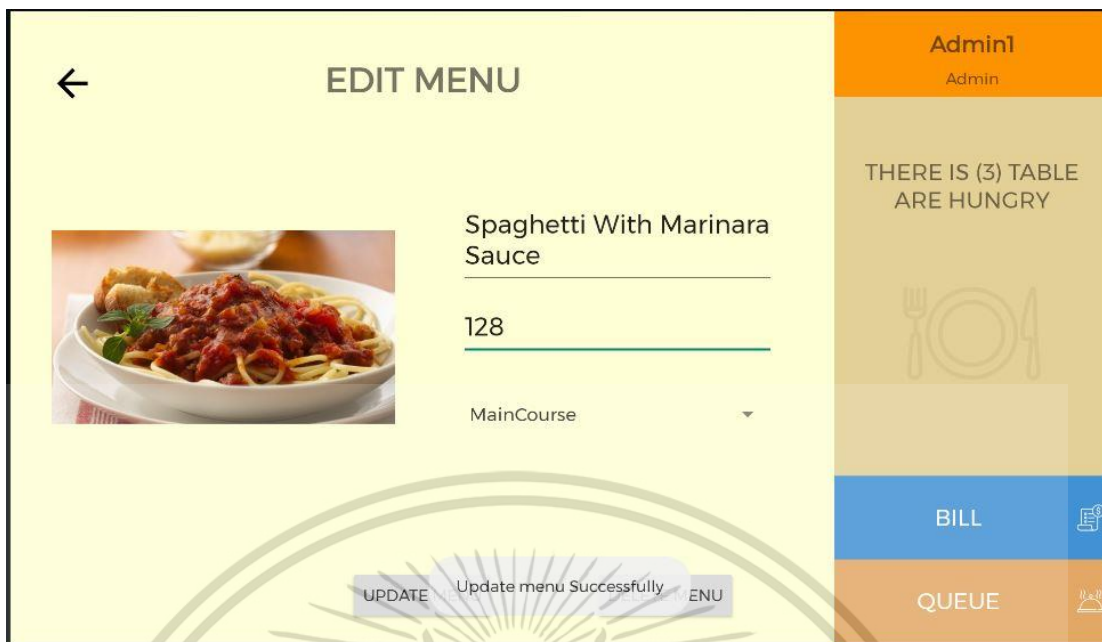 EDIT MENU
Spaghetti With Marinara
Sauce
128
MainCourse
UPDATE
Update menu Successfully
MENU
Admin1
Admin
THERE IS (3) TABLE
ARE HUNGRY
BILL
QUEUE